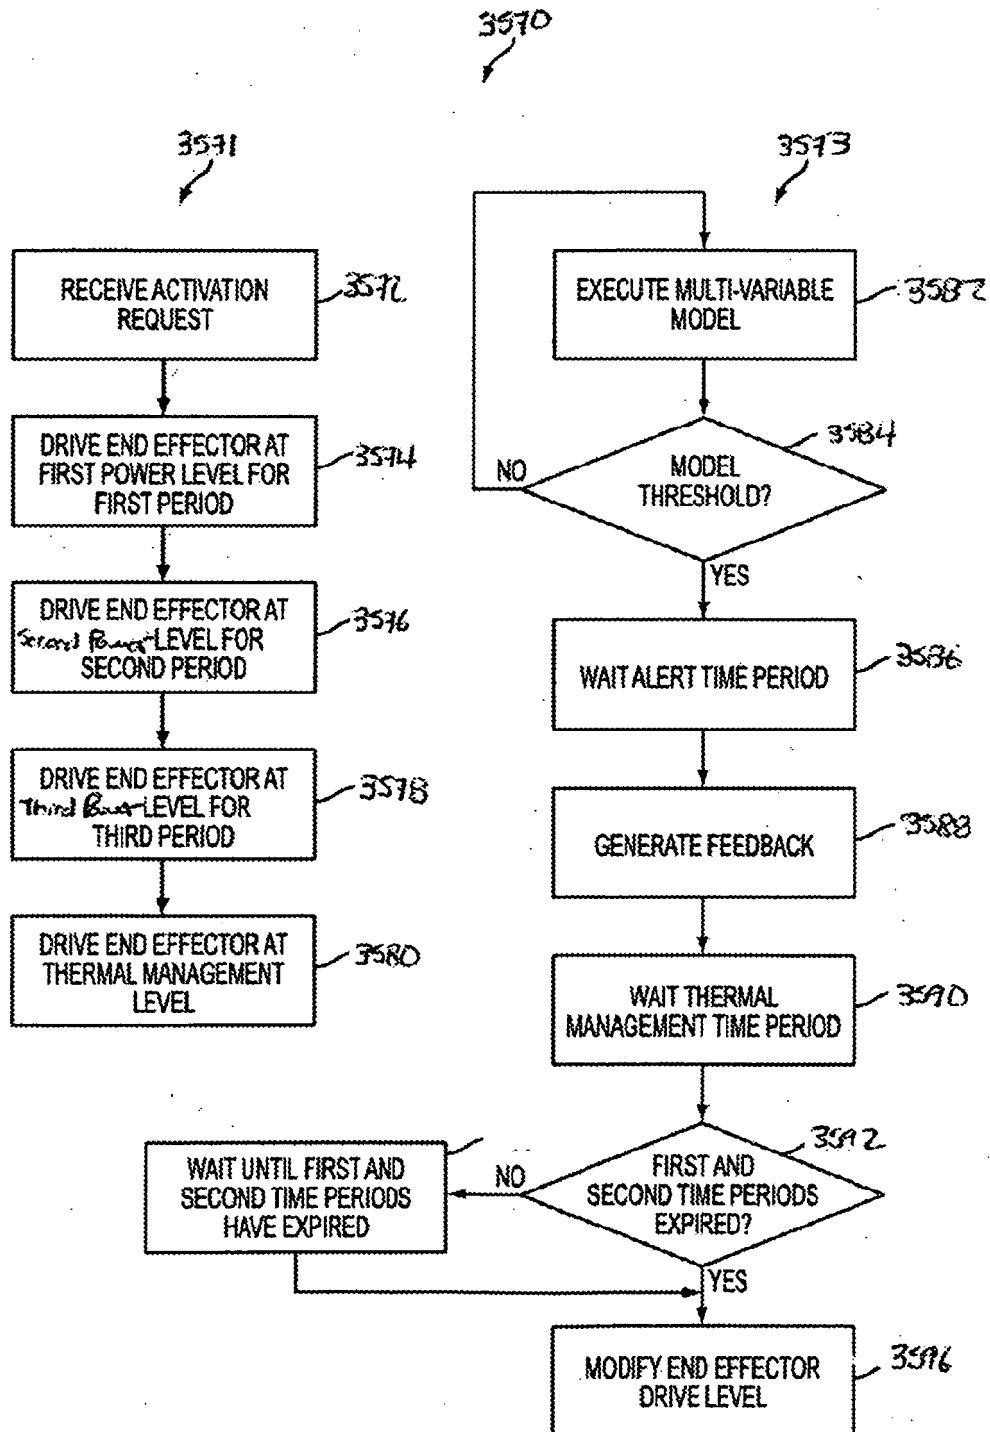 3570
3571
RECEIVE ACTIVATION
REQUEST
3572
DRIVE END EFFECTOR AT
FIRST POWER LEVEL FOR
FIRST PERIOD
3574
DRIVE END EFFECTOR AT
Second Power LEVEL FOR
SECOND PERIOD
3576
DRIVE END EFFECTOR AT
Third Power LEVEL FOR
THIRD PERIOD
3578
DRIVE END EFFECTOR AT
THERMAL MANAGEMENT
LEVEL
3580
3573
EXECUTE MULTI-VARIABLE
MODEL
3582
MODEL
THRESHOLD?
3584
NO
YES
WAIT ALERT TIME PERIOD
3586
GENERATE FEEDBACK
3588
WAIT THERMAL
MANAGEMENT TIME PERIOD
3590
FIRST AND
SECOND TIME PERIODS
EXPIRED?
3592
NO
WAIT UNTIL FIRST AND
SECOND TIME PERIODS
HAVE EXPIRED
YES
MODIFY END EFFECTOR
DRIVE LEVEL
3596